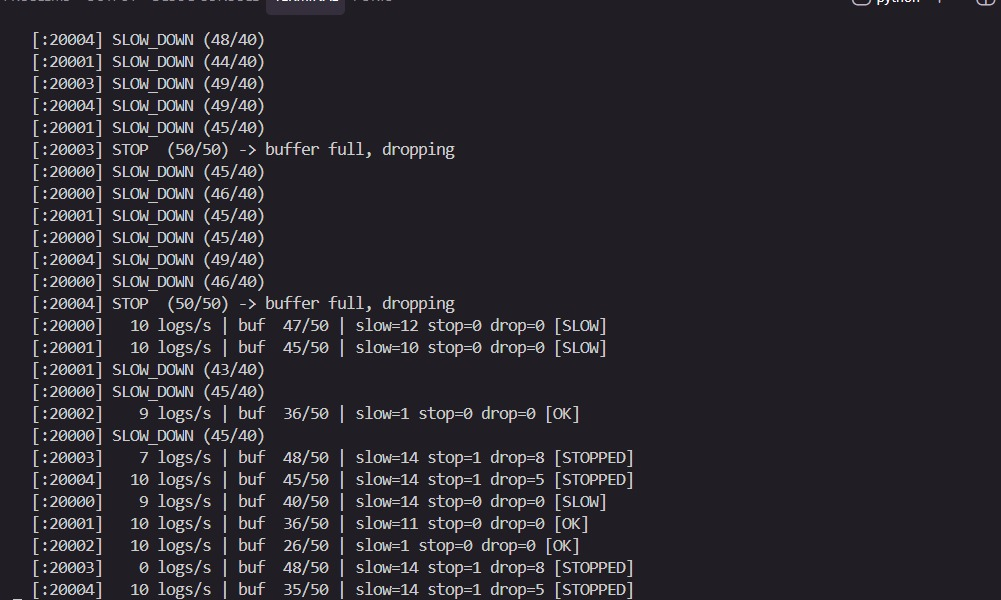 TERMINAL
python
[:20004] SLOW_DOWN (48/40)
[:20001] SLOW_DOWN (44/40)
[:20003] SLOW_DOWN (49/40)
[:20004] SLOW_DOWN (49/40)
[:20001] SLOW_DOWN (45/40)
[:20003] STOP  (50/50) -> buffer full, dropping
[:20000] SLOW_DOWN (45/40)
[:20000] SLOW_DOWN (46/40)
[:20001] SLOW_DOWN (45/40)
[:20000] SLOW_DOWN (45/40)
[:20004] SLOW_DOWN (49/40)
[:20000] SLOW_DOWN (46/40)
[:20004] STOP  (50/50) -> buffer full, dropping
[:20000]   10 logs/s | buf  47/50 | slow=12 stop=0 drop=0 [SLOW]
[:20001]   10 logs/s | buf  45/50 | slow=10 stop=0 drop=0 [SLOW]
[:20001] SLOW_DOWN (43/40)
[:20000] SLOW_DOWN (45/40)
[:20002]    9 logs/s | buf  36/50 | slow=1 stop=0 drop=0 [OK]
[:20000] SLOW_DOWN (45/40)
[:20003]    7 logs/s | buf  48/50 | slow=14 stop=1 drop=8 [STOPPED]
[:20004]   10 logs/s | buf  45/50 | slow=14 stop=1 drop=5 [STOPPED]
[:20000]    9 logs/s | buf  40/50 | slow=14 stop=0 drop=0 [SLOW]
[:20001]   10 logs/s | buf  36/50 | slow=11 stop=0 drop=0 [OK]
[:20002]   10 logs/s | buf  26/50 | slow=1 stop=0 drop=0 [OK]
[:20003]    0 logs/s | buf  48/50 | slow=14 stop=1 drop=8 [STOPPED]
[:20004]   10 logs/s | buf  35/50 | slow=14 stop=1 drop=5 [STOPPED]